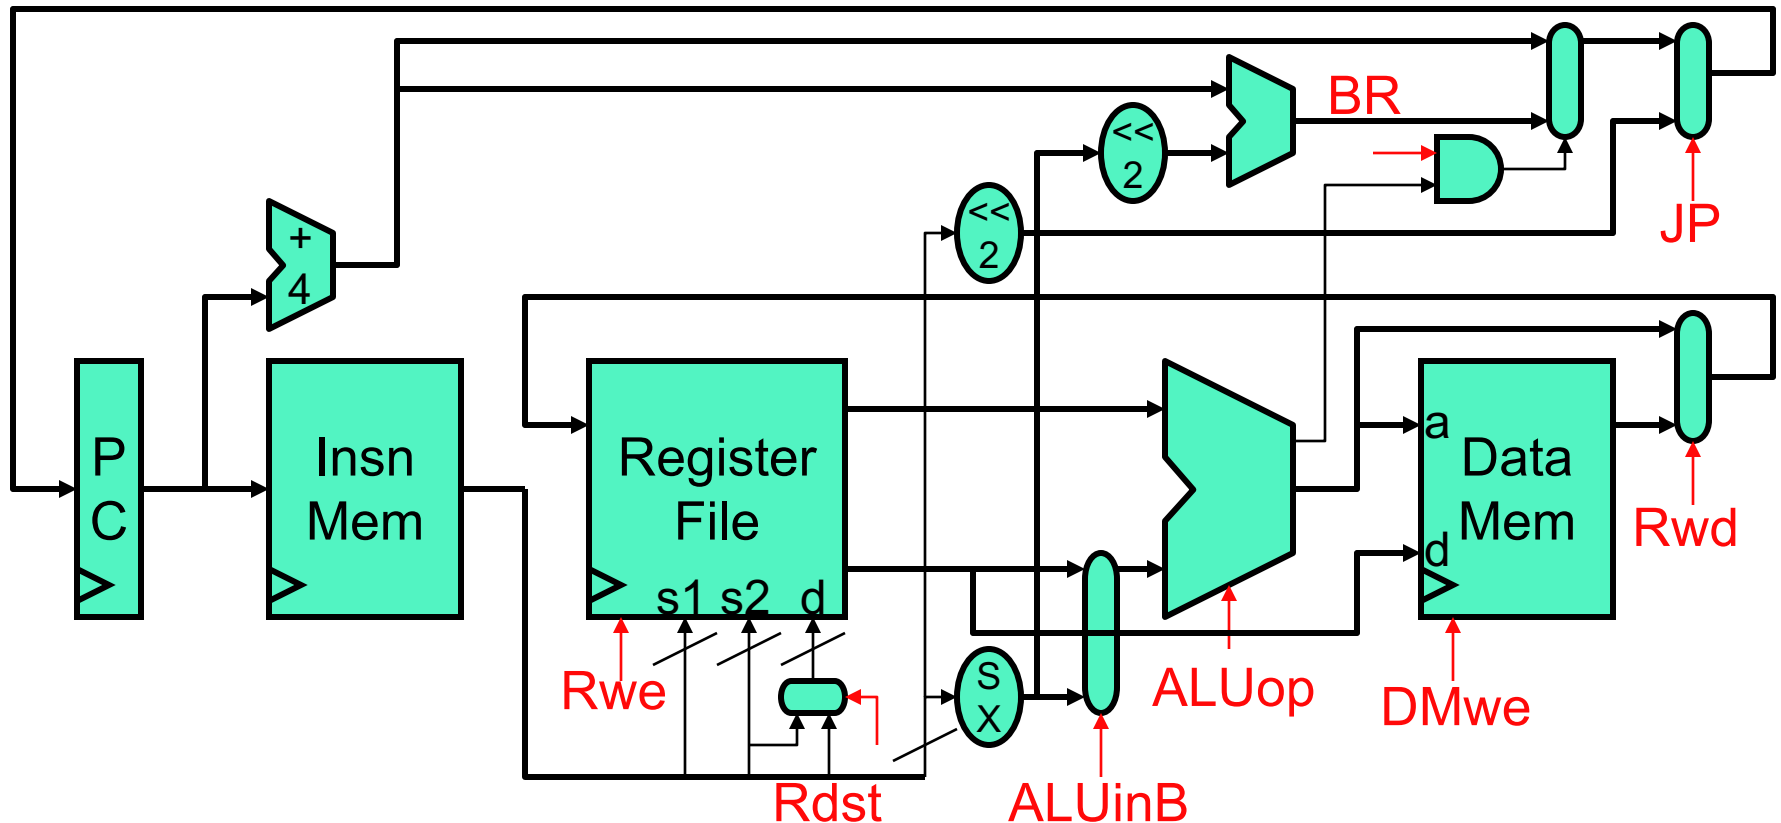 BR
<<
2
<<
2
JP
+
4
P
C
Insn
Mem
Register
File
s1 s2 d
a
d
Data
Mem
Rwd
S
X
Rwe
ALUop
DMwe
Rdst
ALUinB